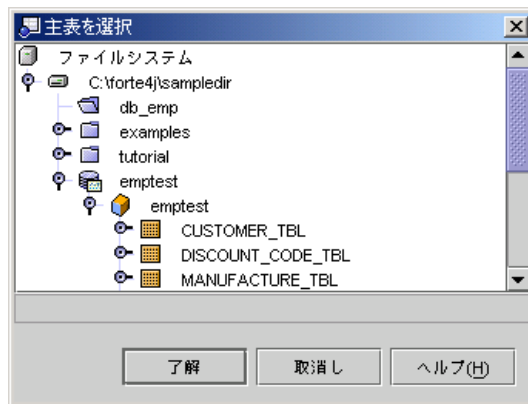 主表を選択
ファイルシステム
C:\forte4j\sampledir
db_emp
examples
tutorial
emptest
emptest
CUSTOMER_TBL
DISCOUNT_CODE_TBL
MANUFACTURE_TBL
了解 取消し ヘルプ(H)